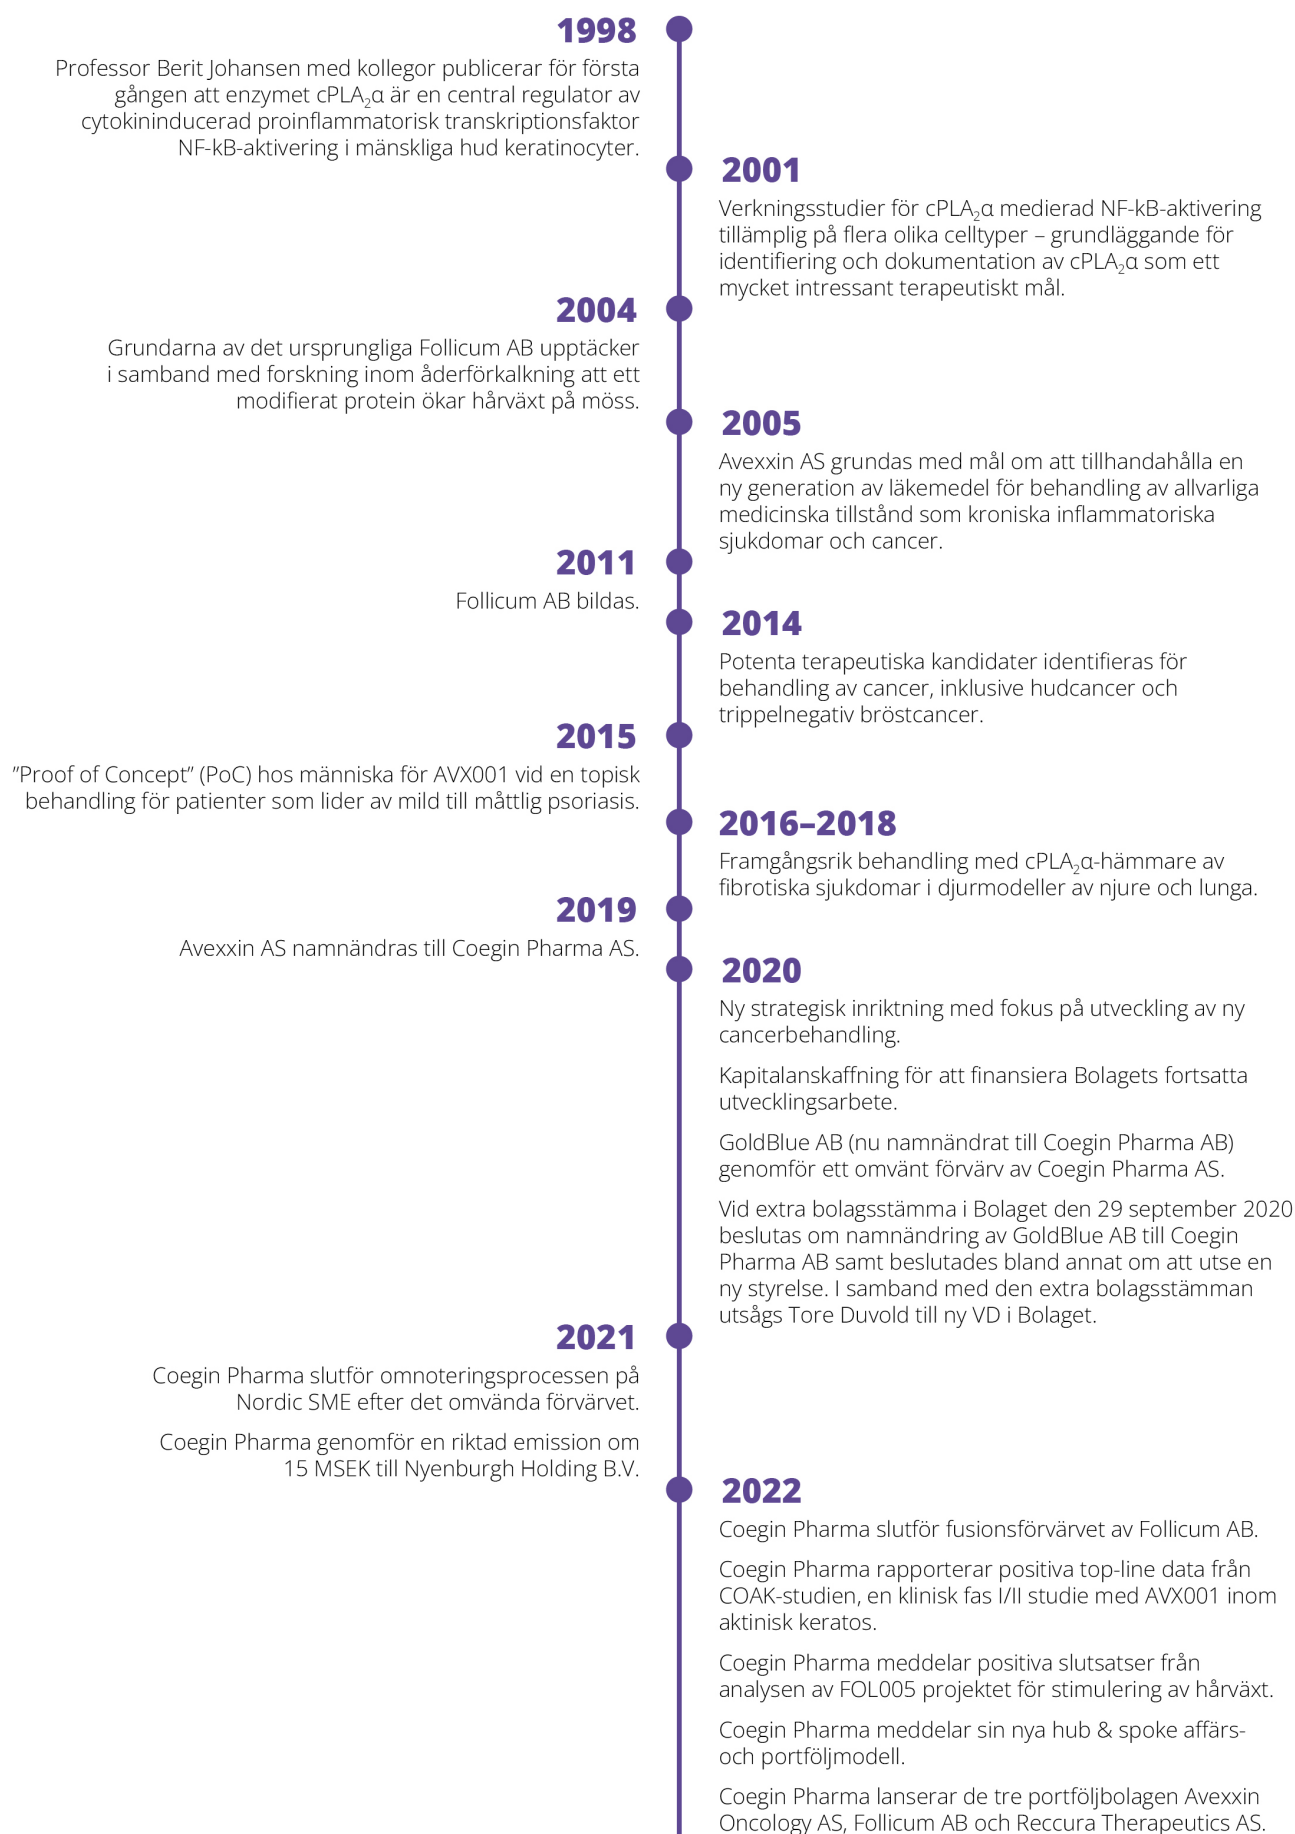 1998
Professor Berit Johansen med kollegor publicerar för första
gången att enzymet cPLA₂α är en central regulator av
cytokininducerad proinflammatorisk transkriptionsfaktor
NF-kB-aktivering i mänskliga hud keratinocyter.
2001
Verkningsstudier för cPLA₂α medierad NF-kB-aktivering
tillämplig på flera olika celltyper – grundläggande för
identifiering och dokumentation av cPLA₂α som ett
mycket intressant terapeutiskt mål.
2004
Grundarna av det ursprungliga Follicum AB upptäcker
i samband med forskning inom åderförkalkning att ett
modifierat protein ökar hårväxt på möss.
2005
Avexxin AS grundas med mål om att tillhandahålla en
ny generation av läkemedel för behandling av allvarliga
medicinska tillstånd som kroniska inflammatoriska
sjukdomar och cancer.
2011
Follicum AB bildas.
2014
Potenta terapeutiska kandidater identifieras för
behandling av cancer, inklusive hudcancer och
trippelnegativ bröstcancer.
2015
”Proof of Concept” (PoC) hos människa för AVX001 vid en topisk
behandling för patienter som lider av mild till måttlig psoriasis.
2016–2018
Framgångsrik behandling med cPLA₂α-hämmare av
fibrotiska sjukdomar i djurmodeller av njure och lunga.
2019
Avexxin AS namnändras till Coegin Pharma AS.
2020
Ny strategisk inriktning med fokus på utveckling av ny
cancerbehandling.
Kapitalanskaffning för att finansiera Bolagets fortsatta
utvecklingsarbete.
GoldBlue AB (nu namnändrat till Coegin Pharma AB)
genomför ett omvänt förvärv av Coegin Pharma AS.
Vid extra bolagsstämma i Bolaget den 29 september 2020
beslutas om namnändring av GoldBlue AB till Coegin
Pharma AB samt beslutades bland annat om att utse en
ny styrelse. I samband med den extra bolagsstämman
utsågs Tore Duvold till ny VD i Bolaget.
2021
Coegin Pharma slutför omnoteringsprocessen på
Nordic SME efter det omvända förvärvet.
Coegin Pharma genomför en riktad emission om
15 MSEK till Nyenburgh Holding B.V.
2022
Coegin Pharma slutför fusionsförvärvet av Follicum AB.
Coegin Pharma rapporterar positiva top-line data från
COAK-studien, en klinisk fas I/II studie med AVX001 inom
aktinisk keratos.
Coegin Pharma meddelar positiva slutsatser från
analysen av FOL005 projektet för stimulering av hårväxt.
Coegin Pharma meddelar sin nya hub & spoke affärs-
och portföljmodell.
Coegin Pharma lanserar de tre portföljbolagen Avexxin
Oncology AS, Follicum AB och Reccura Therapeutics AS.